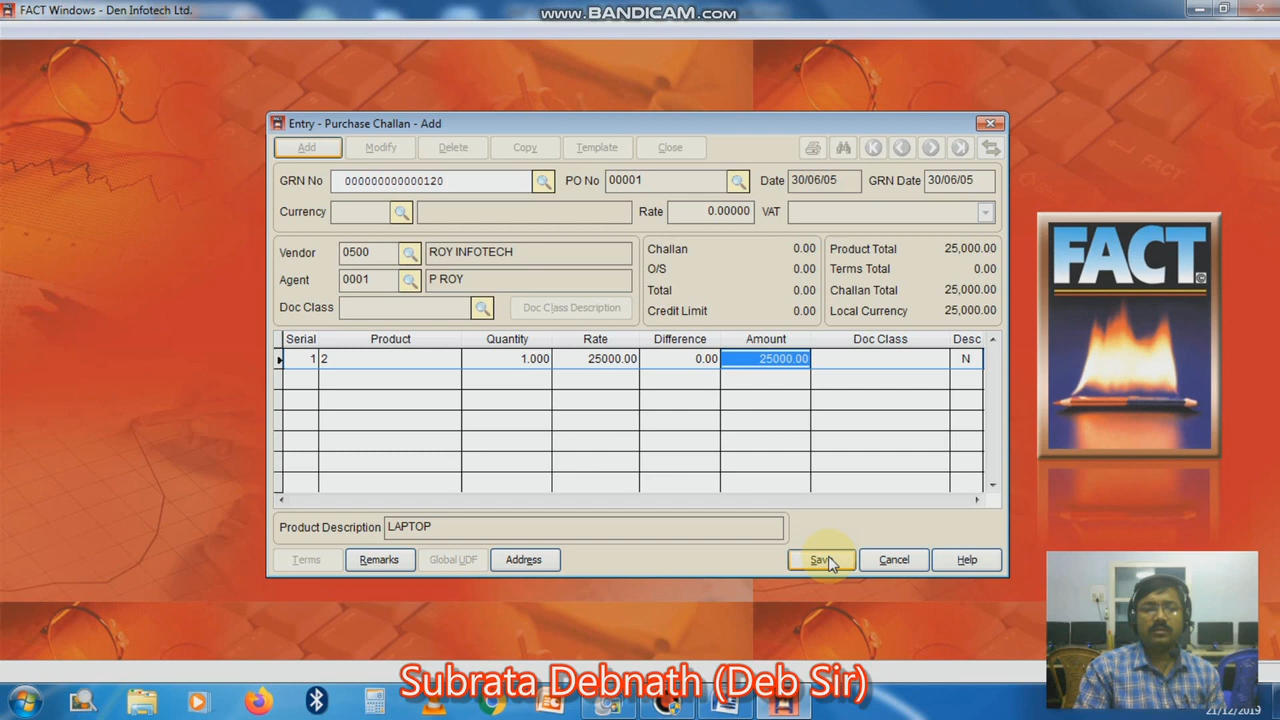 FACT Windows - Den Infotech Ltd.
www.BANDICAM.com
Entry - Purchase Challan - Add
Add Modify Delete Copy Template Close
GRN No 000000000000120 PO No 00001 Date 30/06/05 GRN Date 30/06/05
Currency Rate 0.00000 VAT
Vendor 0500 ROY INFOTECH
Agent 0001 P ROY
Doc Class Doc Class Description
Challan 0.00
O/S 0.00
Total 0.00
Credit Limit 0.00
Product Total 25,000.00
Terms Total 0.00
Challan Total 25,000.00
Local Currency 25,000.00
Serial Product Quantity Rate Difference Amount Doc Class Desc
1 2 1.000 25000.00 0.00 25000.00 N
Product Description LAPTOP
Terms Remarks Global UDF Address Save Cancel Help
FACT
Subrata Debnath (Deb Sir)
21/12/2019